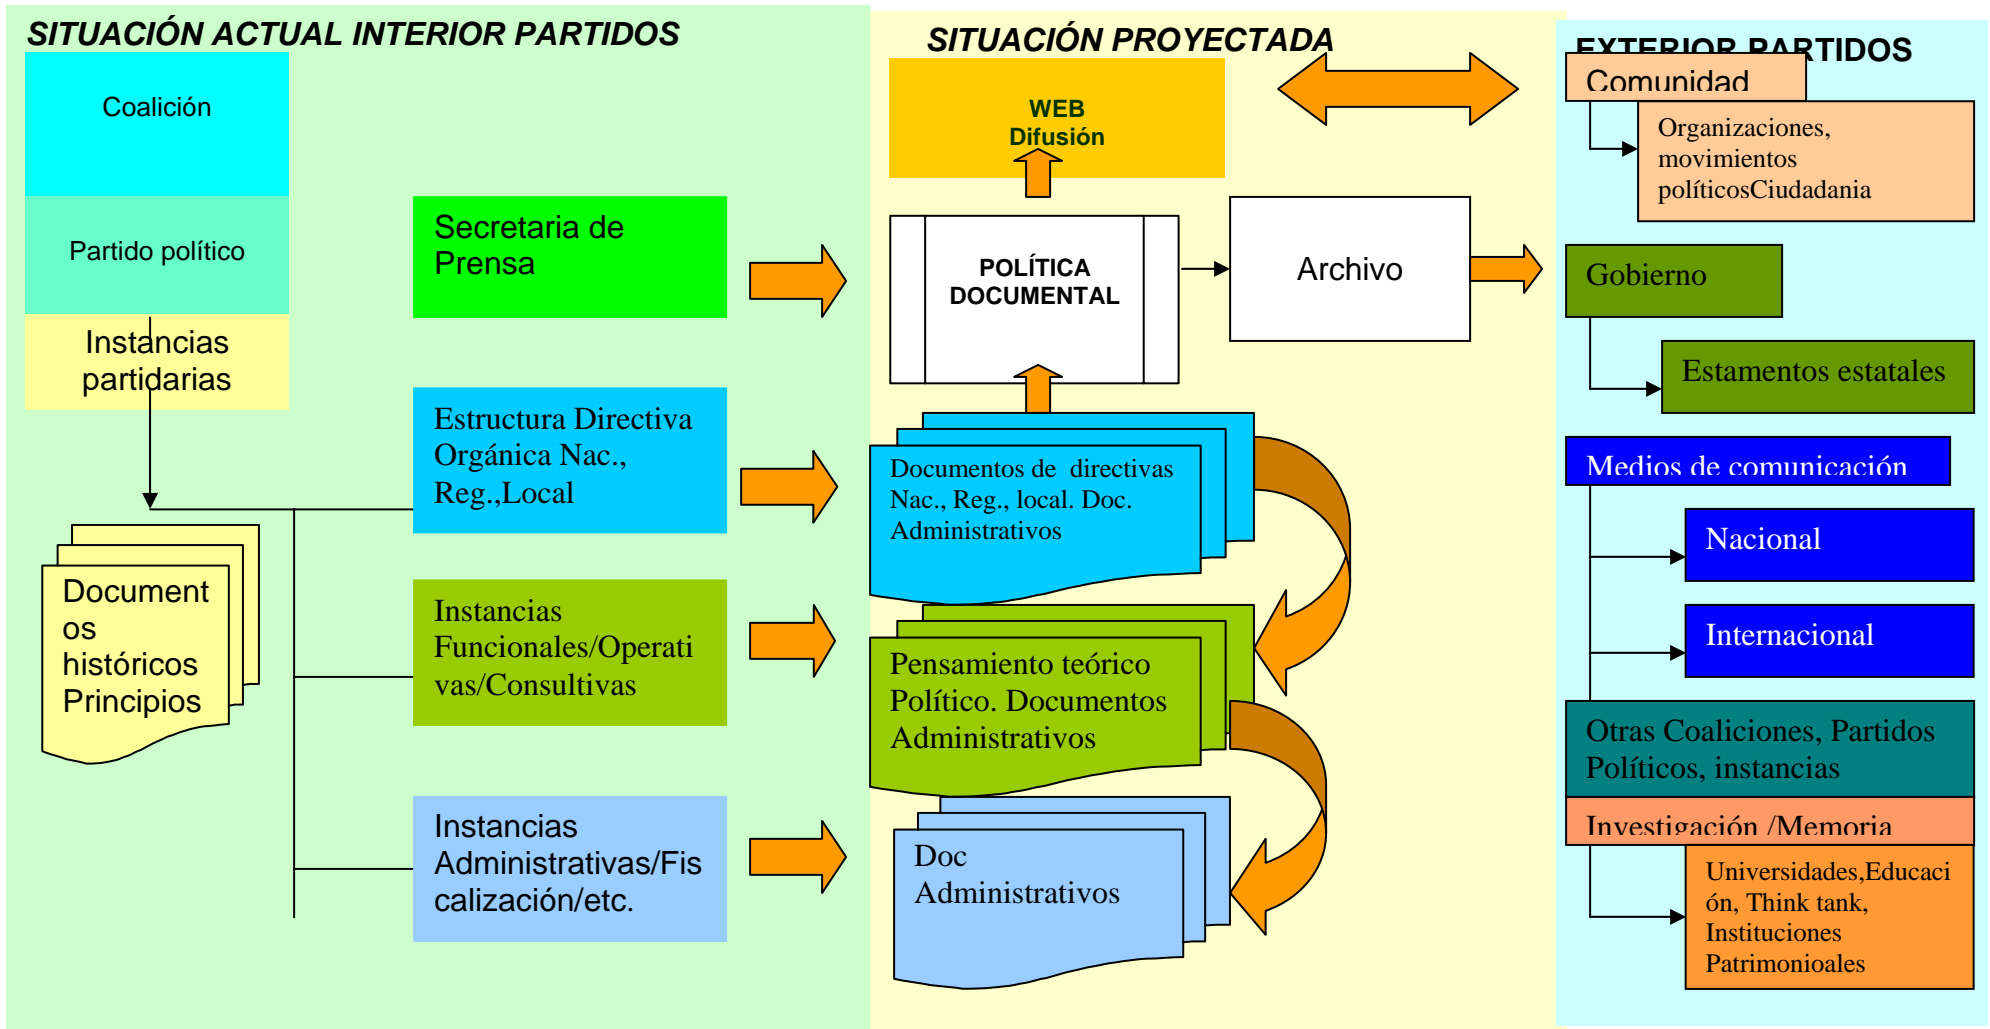 SITUACIÓN ACTUAL INTERIOR PARTIDOS
Coalición
Partido político
Instancias
partidarias
Document
os
históricos
Principios
Secretaria de
Prensa
Estructura Directiva
Orgánica Nac.,
Reg.,Local
Instancias
Funcionales/Operati
vas/Consultivas
Instancias
Administrativas/Fis
calización/etc.
SITUACIÓN PROYECTADA
WEB
Difusión
POLÍTICA
DOCUMENTAL
Archivo
Documentos de directivas
Nac., Reg., local. Doc.
Administrativos
Pensamiento teórico
Político. Documentos
Administrativos
Doc
Administrativos
EXTERIOR PARTIDOS
Comunidad
Organizaciones,
movimientos
políticosCiudadania
Gobierno
Estamentos estatales
Medios de comunicación
Nacional
Internacional
Otras Coaliciones, Partidos
Políticos, instancias
Investigación /Memoria
Universidades,Educaci
ón, Think tank,
Instituciones
Patrimonioales